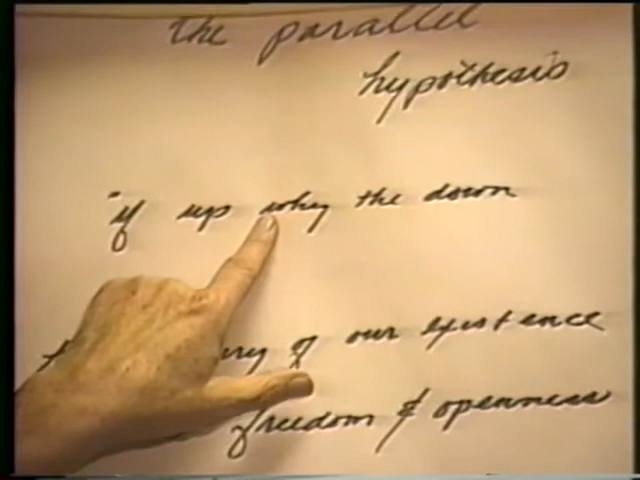 the parallel
hypothesis
"if up why the down
of our existence
freedom of openness